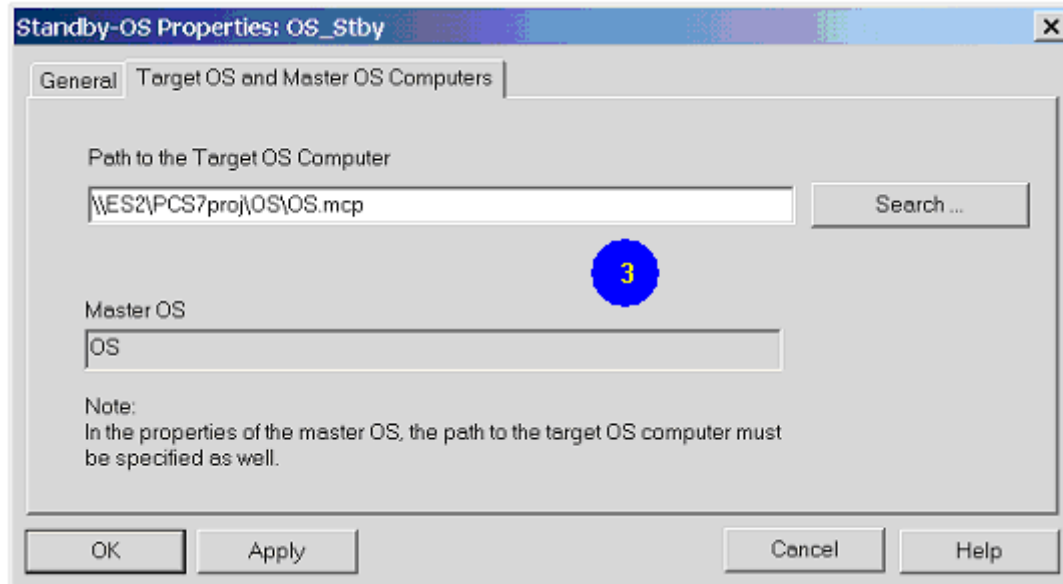 Standby-OS Properties: OS_Stby
General
Target OS and Master OS Computers
Path to the Target OS Computer
\\ES2\PCS7proj\OS\OS.mcp
Search ...
3
Master OS
OS
Note:
In the properties of the master OS, the path to the target OS computer must
be specified as well.
OK
Apply
Cancel
Help